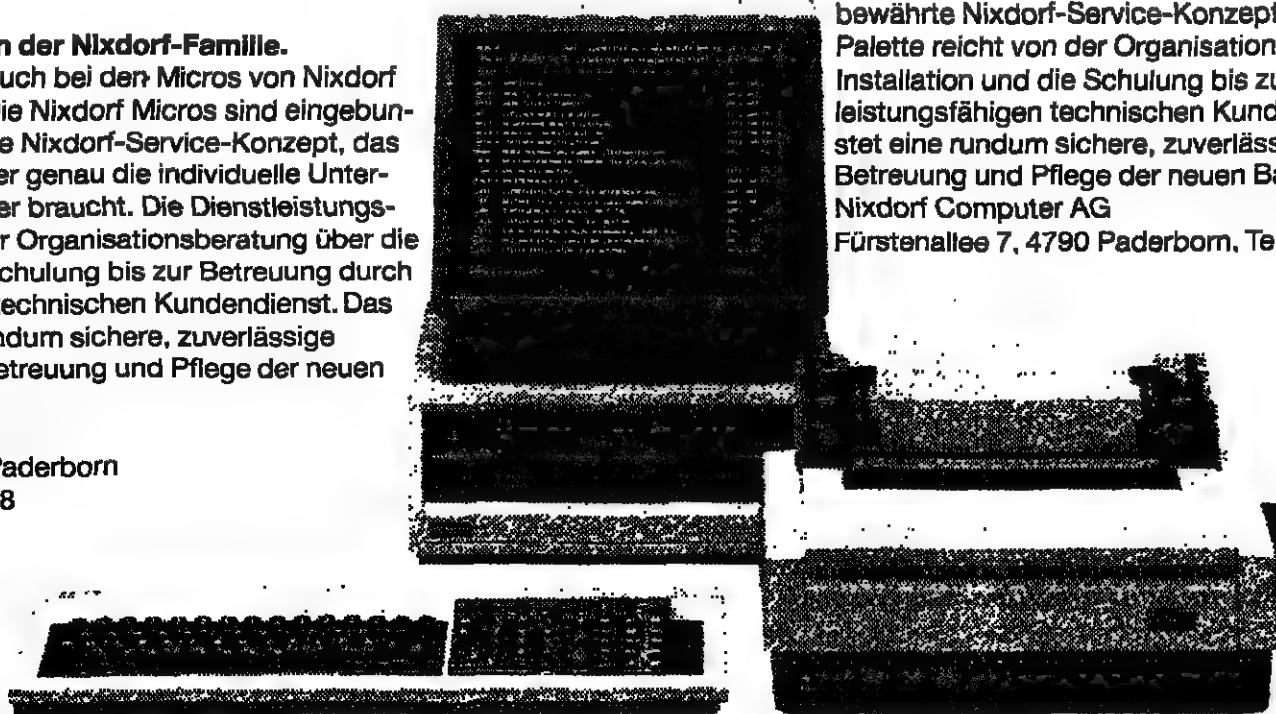 n der Nixdorf-Familie.
uch bei den Micros von Nixdorf
ie Nixdorf Micros sind eingebun-
e Nixdorf-Service-Konzept, das
er genau die individuelle Unter-
er braucht. Die Dienstleistungs-
r Organisationsberatung über die
chulung bis zur Betreuung durch
technischen Kundendienst. Das
ndum sichere, zuverlässige
etreuung und Pflege der neuen
Paderborn
8
bewährte Nixdorf-Service-Konzept
Palette reicht von der Organisation
Installation und die Schulung bis zu
leistungsfähigen technischen Kund
stet eine rundum sichere, zuverläss
Betreuung und Pflege der neuen Ba
Nixdorf Computer AG
Fürstenallee 7, 4790 Paderborn, Te